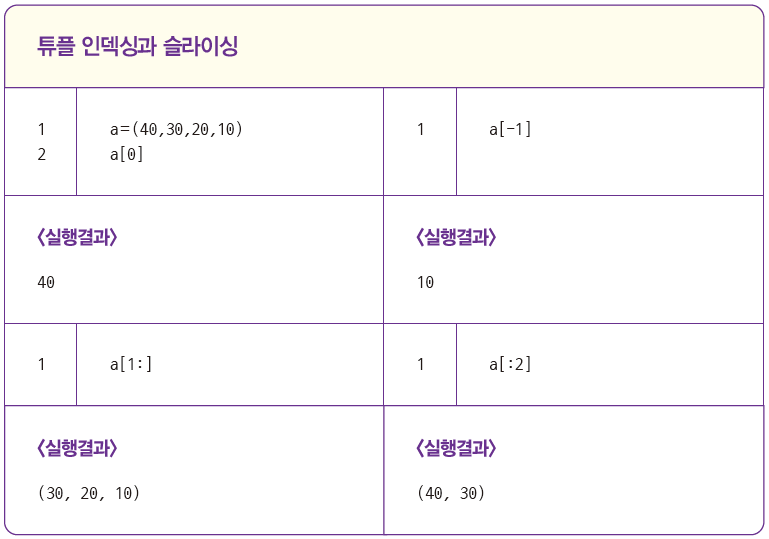 튜플 인덱싱과 슬라이싱
1 a=(40,30,20,10)
2 a[0]
1 a[-1]
<실행결과>
40
<실행결과>
10
1 a[1:]
1 a[:2]
<실행결과>
(30, 20, 10)
<실행결과>
(40, 30)